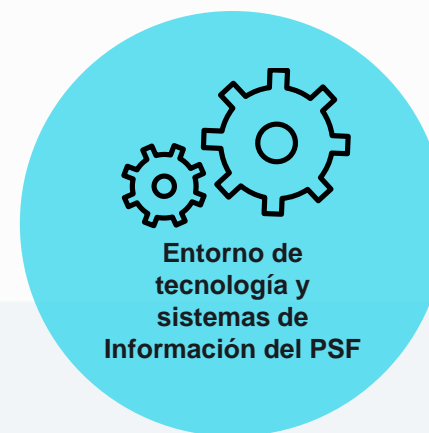 Entorno de
tecnología y
sistemas de
Información del PSF